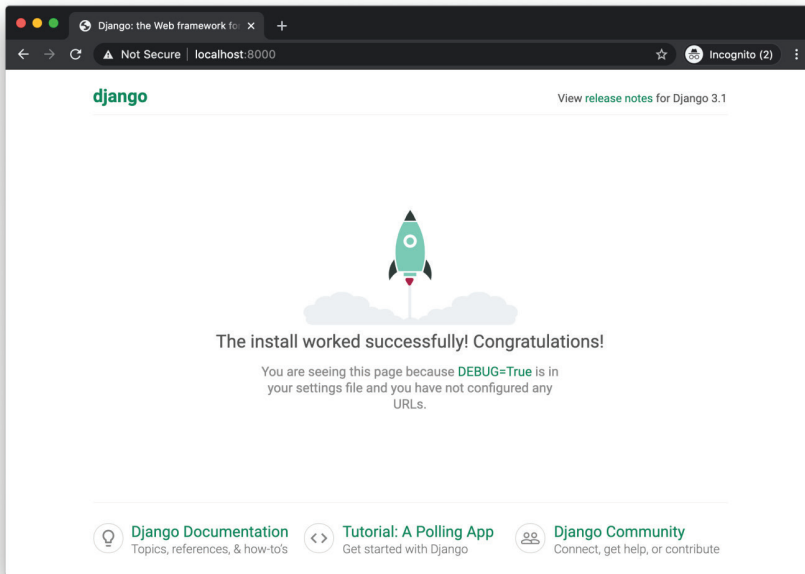 Django: the Web framework for
Not Secure localhost:8000
Incognito (2)
django
View release notes for Django 3.1
The install worked successfully! Congratulations!
You are seeing this page because DEBUG=True is in
your settings file and you have not configured any
URLs.
Django Documentation
Topics, references, & how-to's
Tutorial: A Polling App
Get started with Django
Django Community
Connect, get help, or contribute